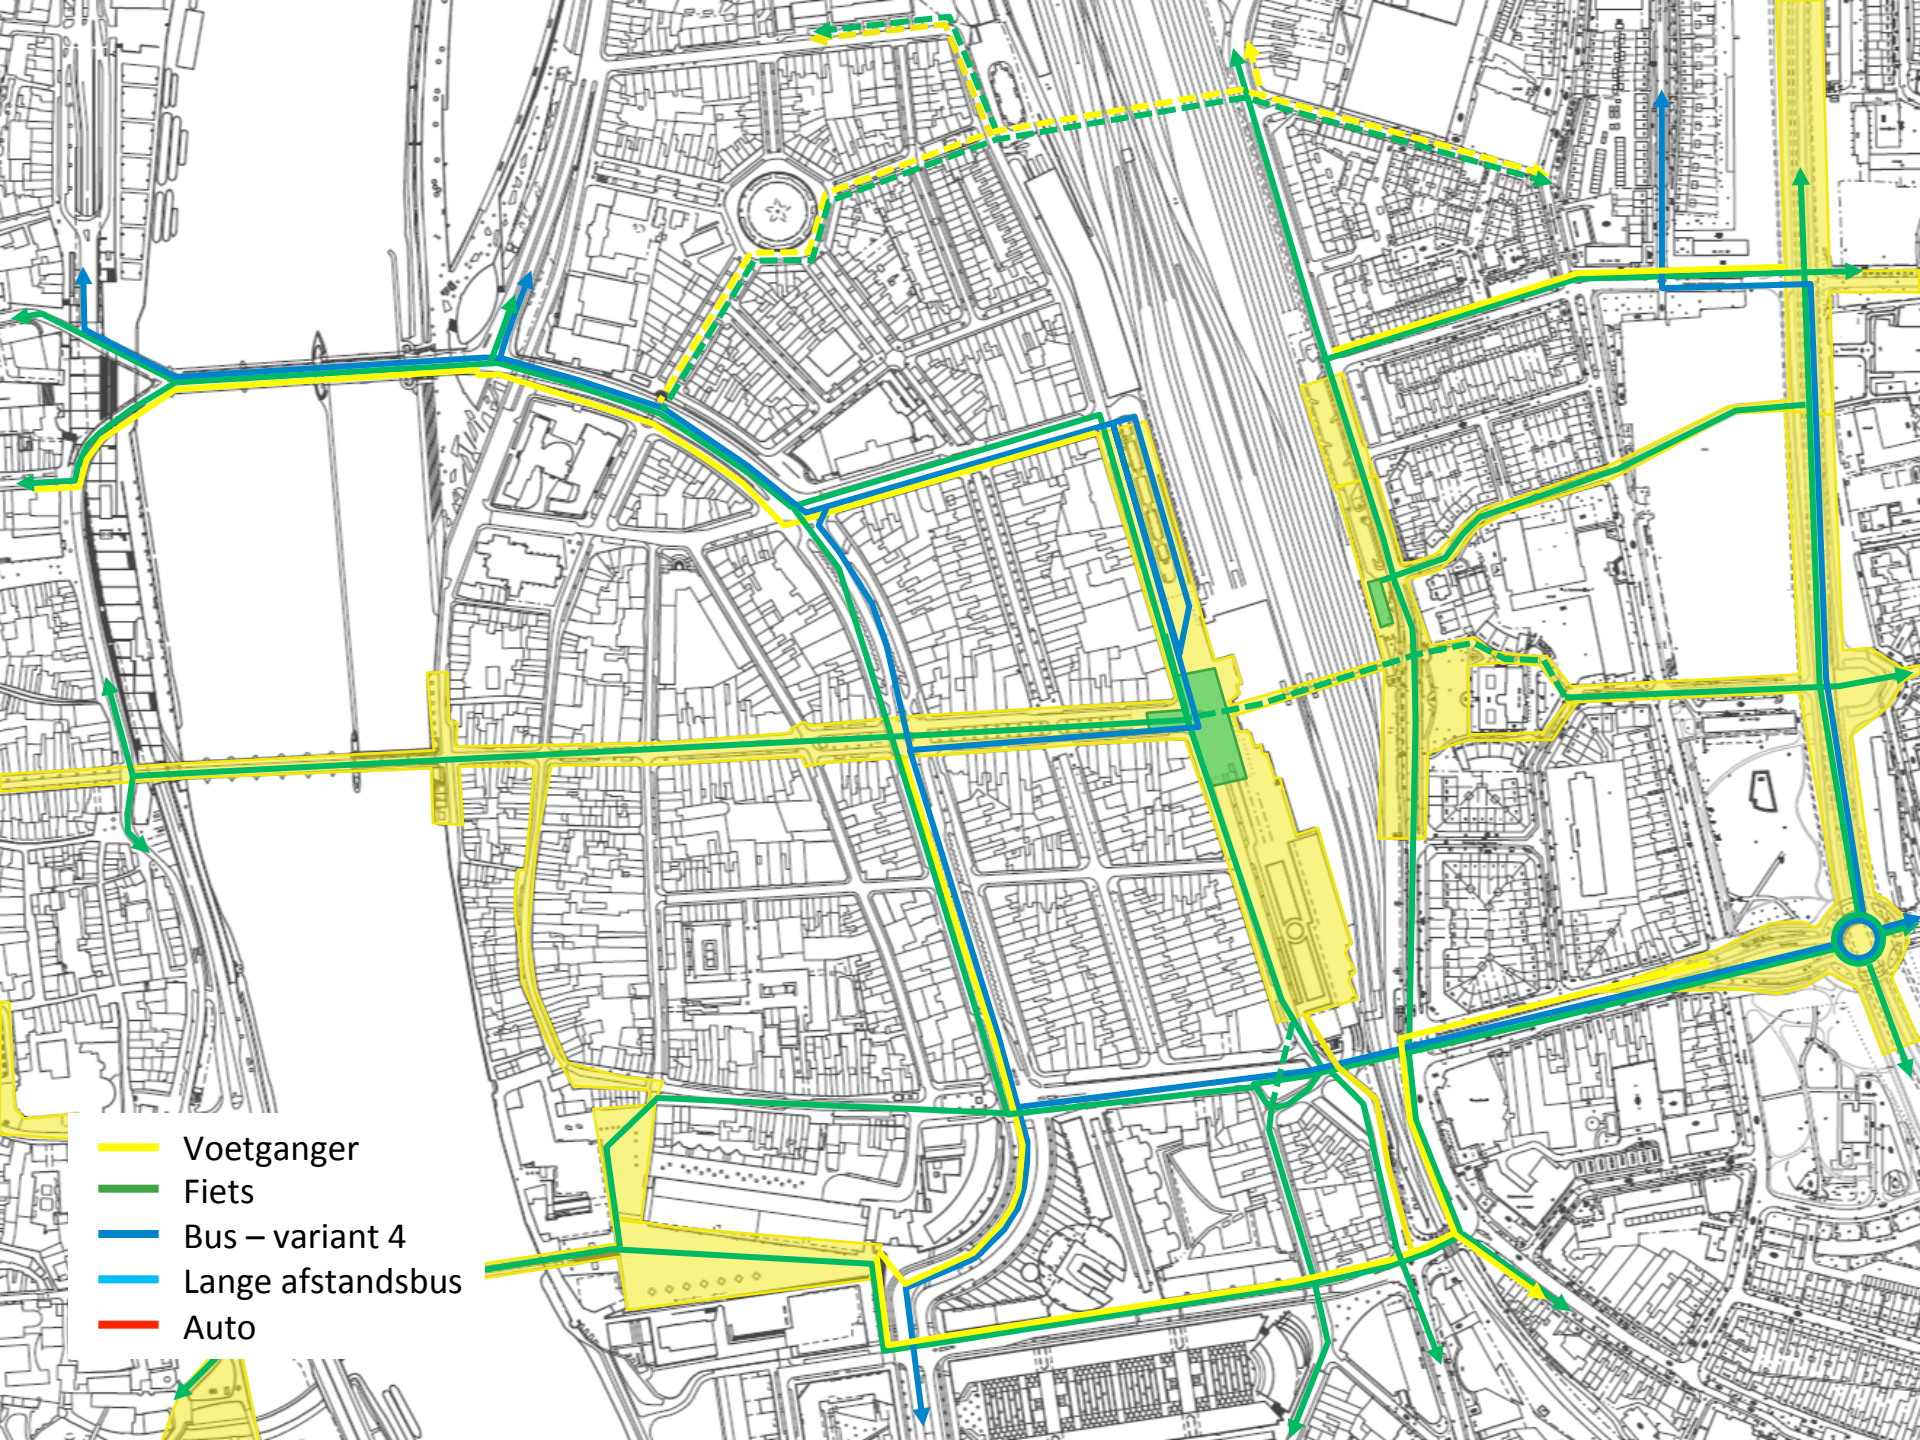 Voetganger
Fiets
Bus – variant 4
Lange afstandsbus
Auto